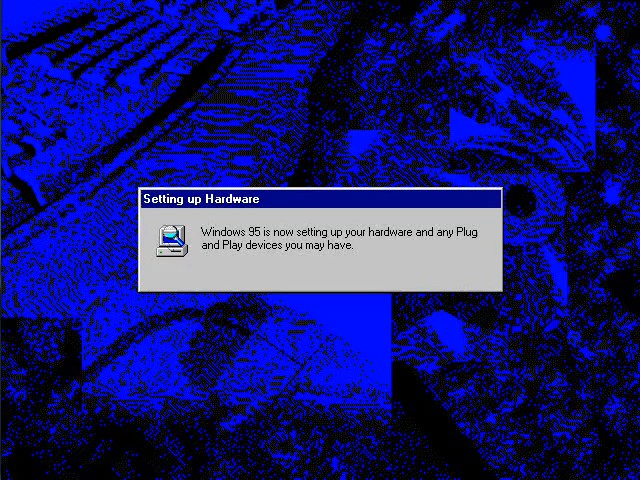 Setting up Hardware
Windows 95 is now setting up your hardware and any Plug
and Play devices you may have.